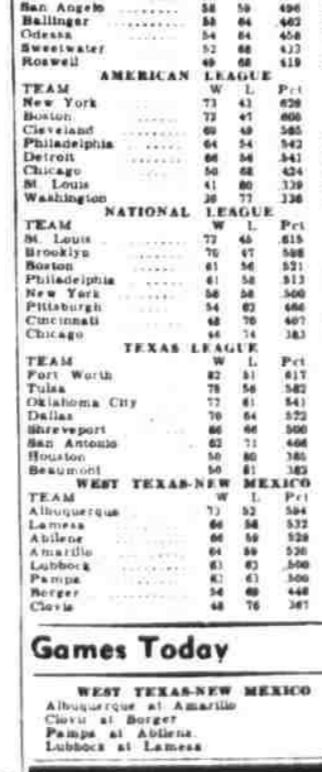 San Angelo 58 59 496
Ballinger 53 64 .462
Odessa 54 64 458
Sweetwater 52 68 433
Roswell 49 68 419
AMERICAN LEAGUE
TEAM W L Pct
New York 73 43 629
Boston 72 47 605
Cleveland 69 49 585
Philadelphia 64 54 542
Detroit 66 56 .541
Chicago 50 68 424
St. Louis 41 80 .339
Washington 39 77 336
NATIONAL LEAGUE
TEAM W L Pct
St. Louis 72 45 .615
Brooklyn 70 47 598
Boston 61 56 521
Philadelphia 61 58 .513
New York 58 58 .500
Pittsburgh 54 62 466
Cincinnati 48 70 407
Chicago 46 74 383
TEXAS LEAGUE
TEAM W L Pct
Fort Worth 82 51 .617
Tulsa 78 56 582
Oklahoma City 72 61 541
Dallas 70 64 522
Shreveport 66 66 500
San Antonio 62 71 466
Houston 50 80 385
Beaumont 50 81 382
WEST TEXAS-NEW MEXICO
TEAM W L Pct
Albuquerque 73 52 584
Lamesa 66 58 532
Abilene 66 59 528
Amarillo 64 59 520
Lubbock 63 63 .500
Pampa 63 63 .500
Borger 56 69 448
Clovis 48 76 387
Games Today
WEST TEXAS-NEW MEXICO
Albuquerque at Amarillo
Clovis at Borger
Pampa at Abilene.
Lubbock at Lamesa